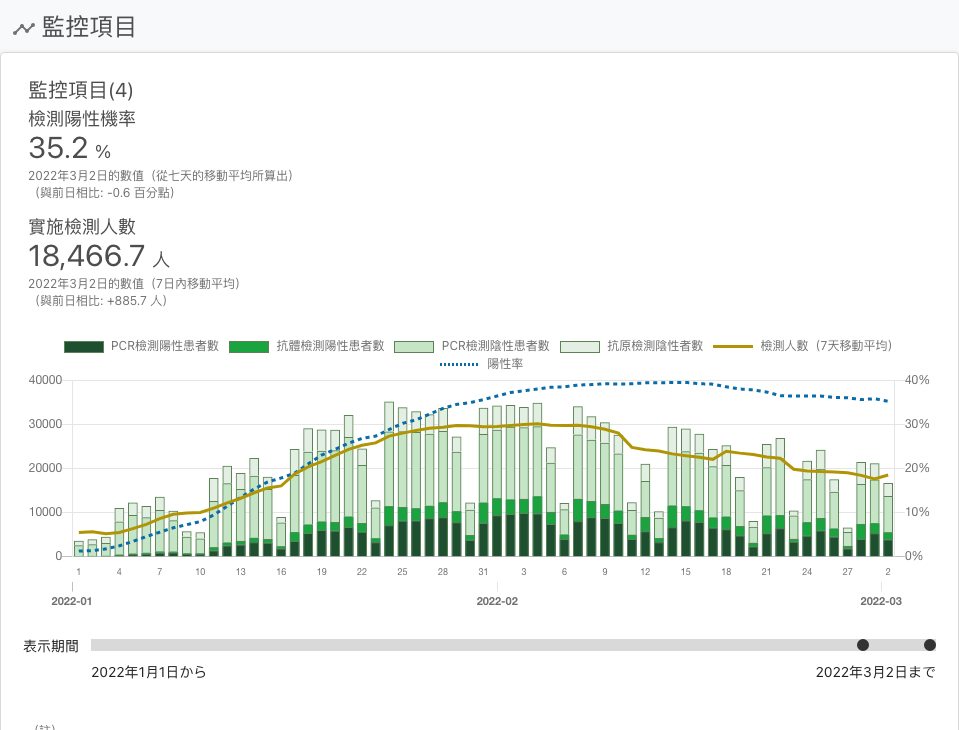 監控項目
監控項目(4)
檢測陽性機率
35.2 %
2022年3月2日的數值（從七天的移動平均所算出）
（與前日相比: -0.6 百分點）
實施檢測人數
18,466.7 人
2022年3月2日的數值（7日內移動平均）
（與前日相比: +885.7 人）
PCR檢測陽性患者數 抗體檢測陽性患者數 PCR檢測陰性患者數 抗原檢測陰性者數 檢測人數（7天移動平均）
陽性率
40000 40%
30000 30%
20000 20%
10000 10%
0 0%
1 4 7 10 13 16 19 22 25 28 31 3 6 9 12 15 18 21 24 27 2
2022-01 2022-02 2022-03
表示期間
2022年1月1日から 2022年3月2日まで
（註）